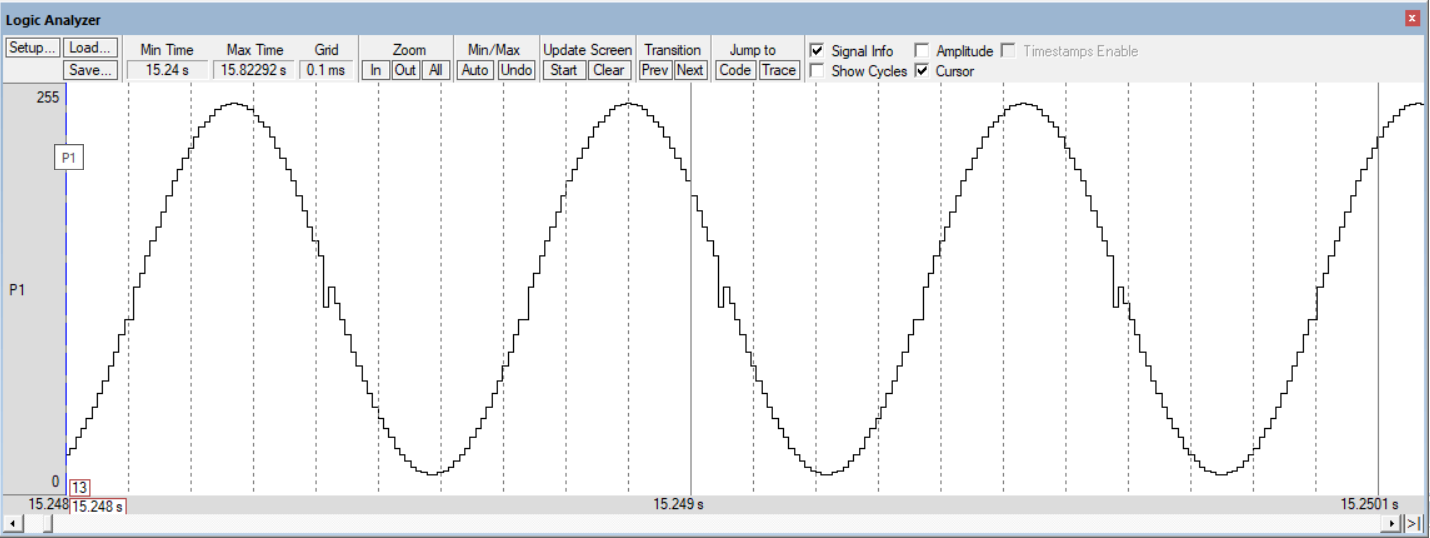 Logic Analyzer
Setup... Load... Min Time Max Time Grid Zoom Min/Max Update Screen Transition Jump to Signal Info Amplitude Timestamps Enable
Save... 15.24 s 15.82292 s 0.1 ms In Out All Auto Undo Start Clear Prev Next Code Trace Show Cycles Cursor
255
P1
P1
0 13
15.248 15.248 s 15.249 s 15.2501 s